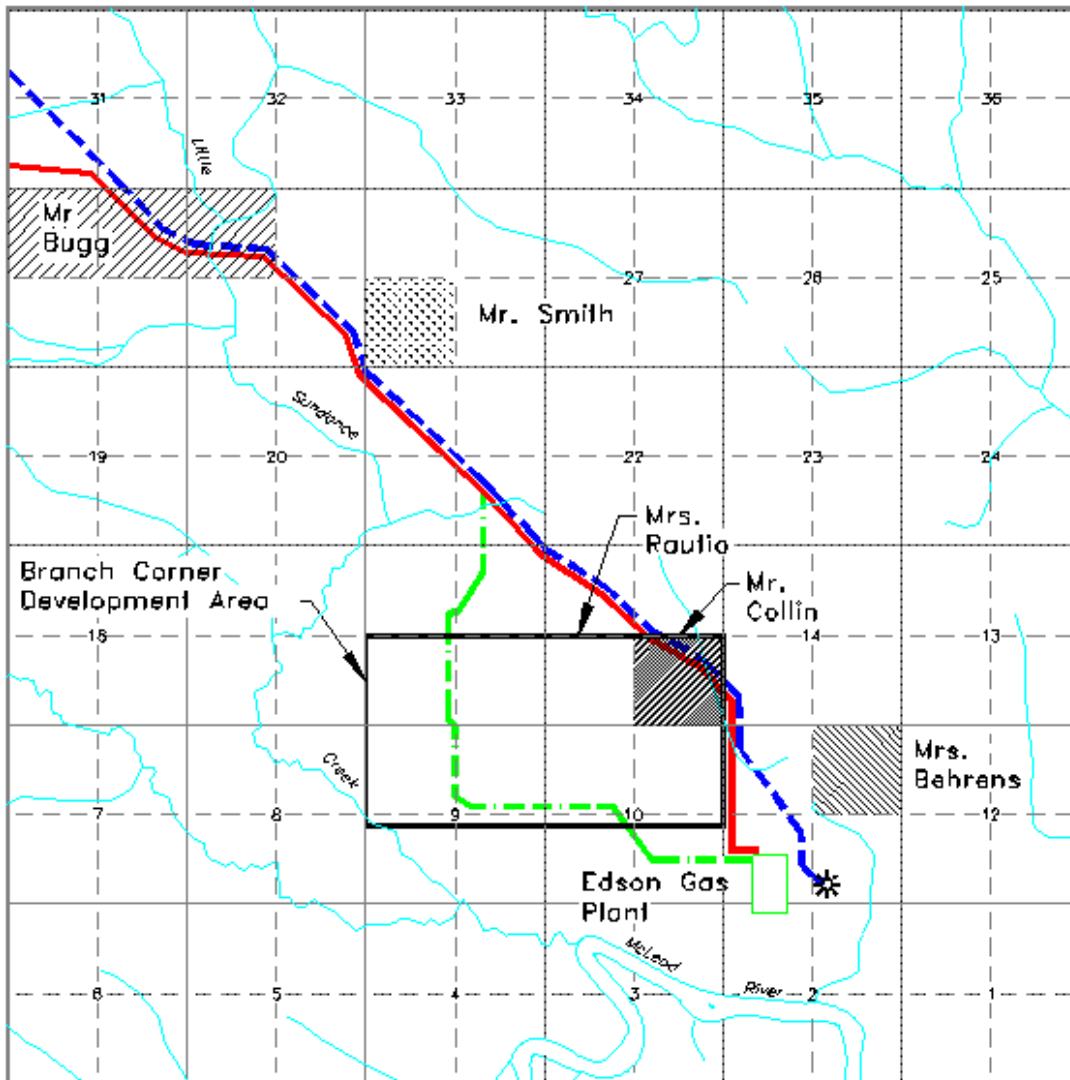 31
32
33
34
35
36
Little
Mr
Bugg
27
26
25
Mr. Smith
Sundance
19
20
22
23
24
Mrs.
Rautio
Branch Corner
Development Area
Mr.
Collin
18
14
13
Creek
Mrs.
Behrens
7
8
9
10
12
Edson Gas
Plant
McLeod
River
6
5
4
3
2
1